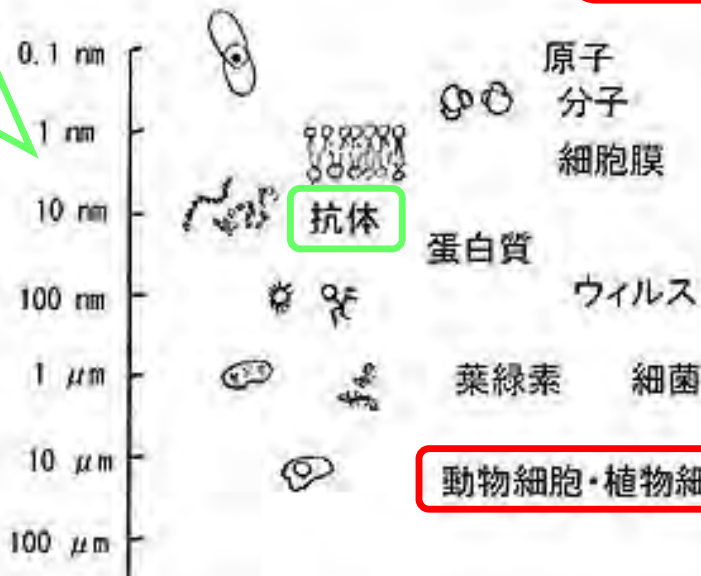 0.1 nm
原子
分子
1 nm
細胞膜
10 nm
抗体
蛋白質
100 nm
ウィルス
1 μm
葉緑素 細菌
10 μm
動物細胞・植物細
100 μm